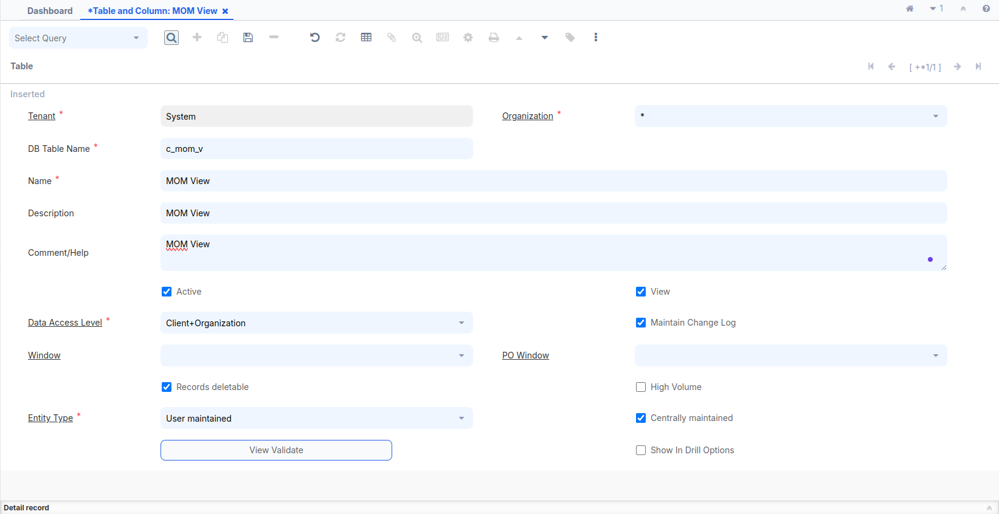 Dashboard *Table and Column: MOM View
1
Select Query
Table [ +*1/1 ]
Inserted
Tenant * System Organization * *
DB Table Name * c_mom_v
Name * MOM View
Description MOM View
Comment/Help MOM View
Active View
Data Access Level * Client+Organization Maintain Change Log
Window PO Window
Records deletable High Volume
Entity Type * User maintained Centrally maintained
View Validate Show In Drill Options
Detail record